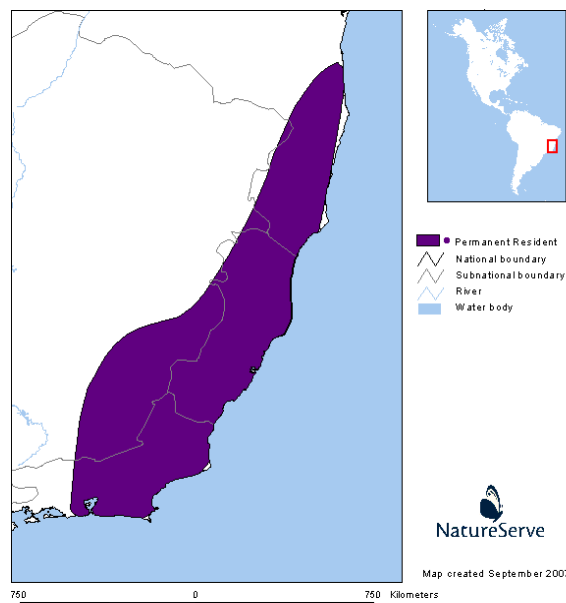 Permanent Resident
National boundary
Subnational boundary
River
Water body
NatureServe
Map created September 2007
750 0 750 Kilometers